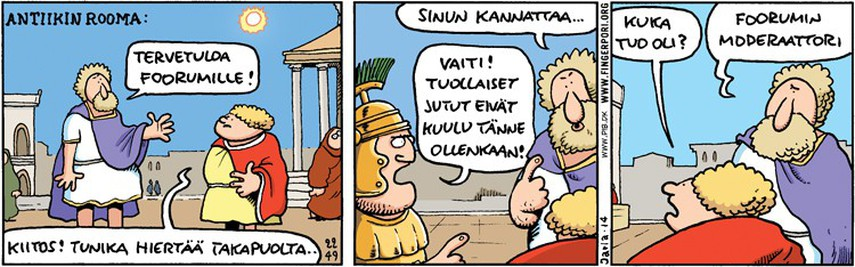 ANTIIKIN ROOMA:
TERVETULOA
FOORUMILLE!
KIITOS! TUNIKA HIERTÄÄ TAKAPUOLTA..
22
49
SINUN KANNATTAA...
VAITI!
TUOLLAISET
JUTUT EIVÄT
KUULU TÄNNE
OLLENKAAN!
WWW.PIB.DK WWW.FINGERPORI.ORG
KUKA
TUO OLI?
FOORUMIN
MODERAATTORI
Jarla-14